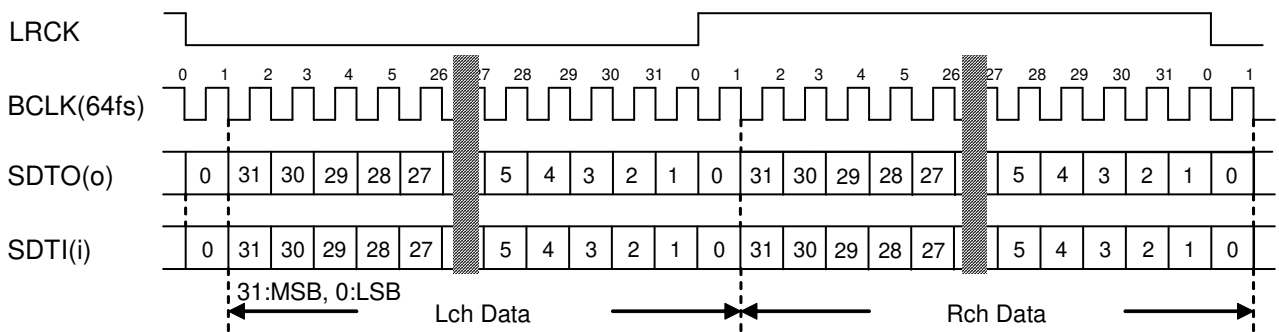 LRCK
0 1 2 3 4 5 26 27 28 29 30 31 0 1 2 3 4 5 26 27 28 29 30 31 0 1
BCLK(64fs)
SDTO(o) 0 31 30 29 28 27 5 4 3 2 1 0 31 30 29 28 27 5 4 3 2 1 0
SDTI(i) 0 31 30 29 28 27 5 4 3 2 1 0 31 30 29 28 27 5 4 3 2 1 0
31:MSB, 0:LSB
Lch Data Rch Data